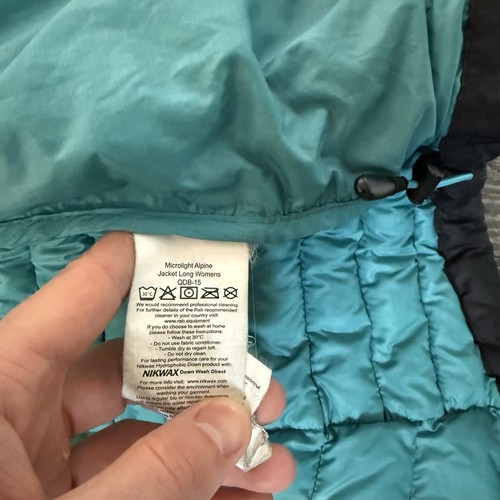 Microlight Alpine
Jacket Long Womens
QDB-15
30°C
We would recommend professional cleaning.
For further details of the Rab recommended
cleaner in your country visit
www.rab.equipment
If you do choose to wash at home
please follow these instructions:
- Wash at 30°C
- Do not use fabric conditioner.
- Tumble dry to regain loft.
- Do not dry clean.
For lasting performance care for your
Nikwax Hydrophobic Down product with
NIKWAX Down Wash Direct
For more info visit: www.nikwax.com
Please consider the environment when
washing your garment.